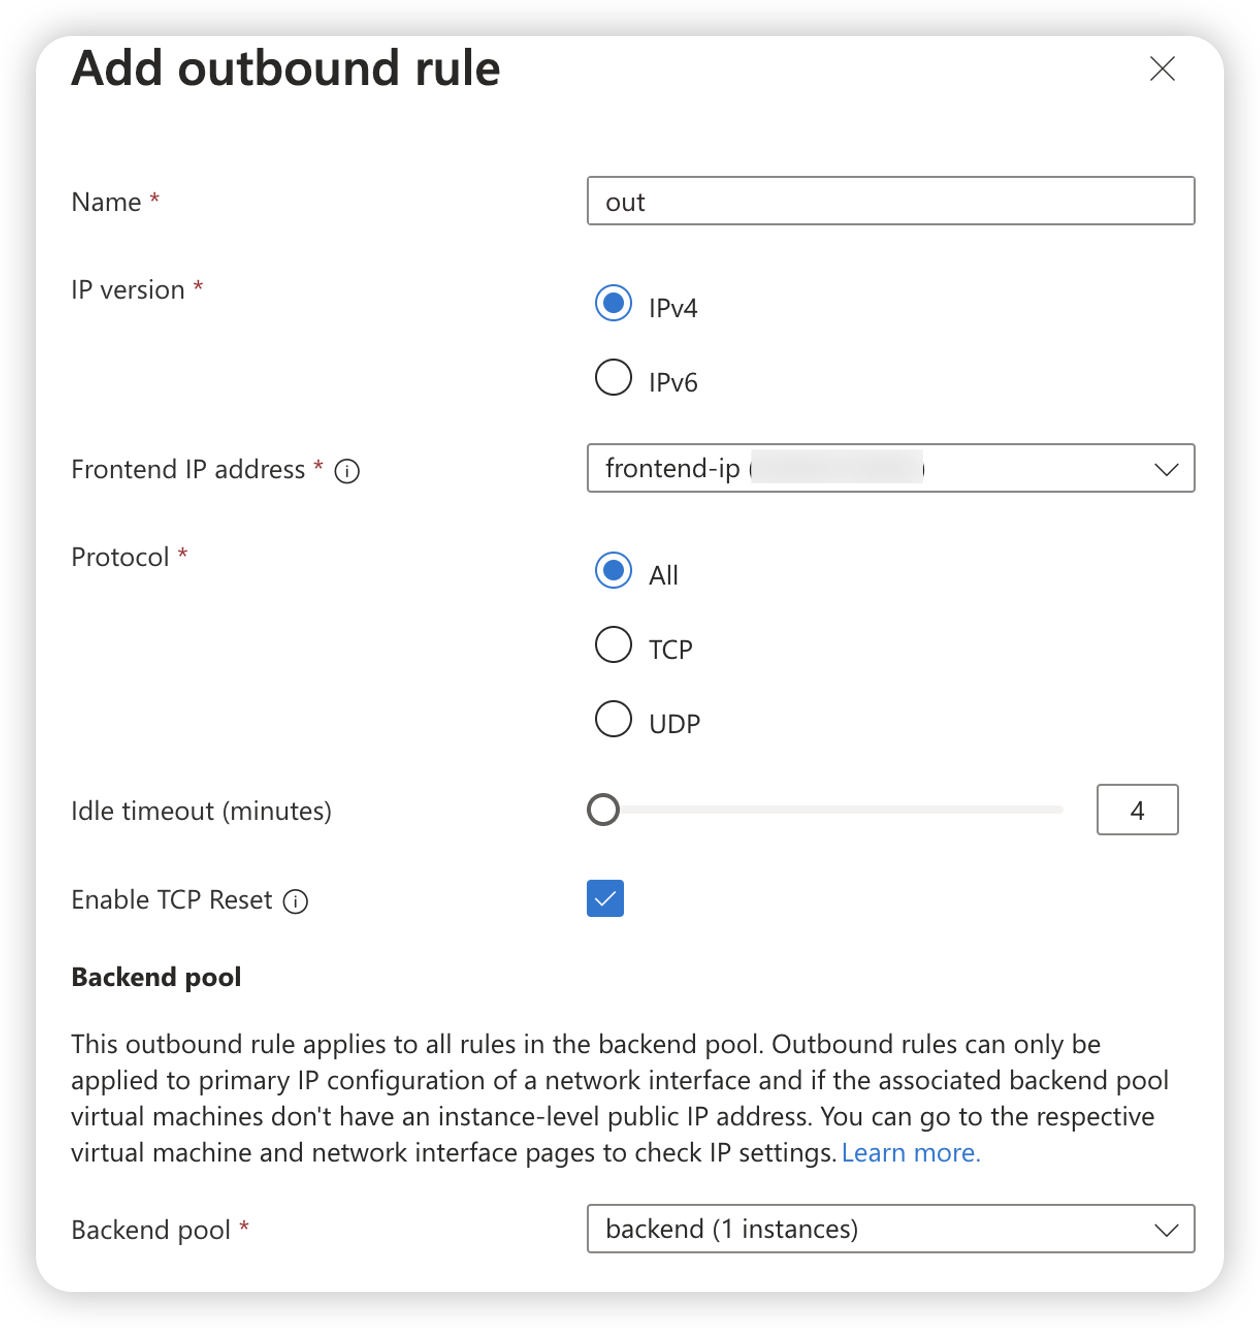 Add outbound rule
Name *
out
IP version *
IPv4
IPv6
Frontend IP address *
frontend-ip ( )
Protocol *
All
TCP
UDP
Idle timeout (minutes)
4
Enable TCP Reset
Backend pool
This outbound rule applies to all rules in the backend pool. Outbound rules can only be
applied to primary IP configuration of a network interface and if the associated backend pool
virtual machines don't have an instance-level public IP address. You can go to the respective
virtual machine and network interface pages to check IP settings. Learn more.
Backend pool *
backend (1 instances)